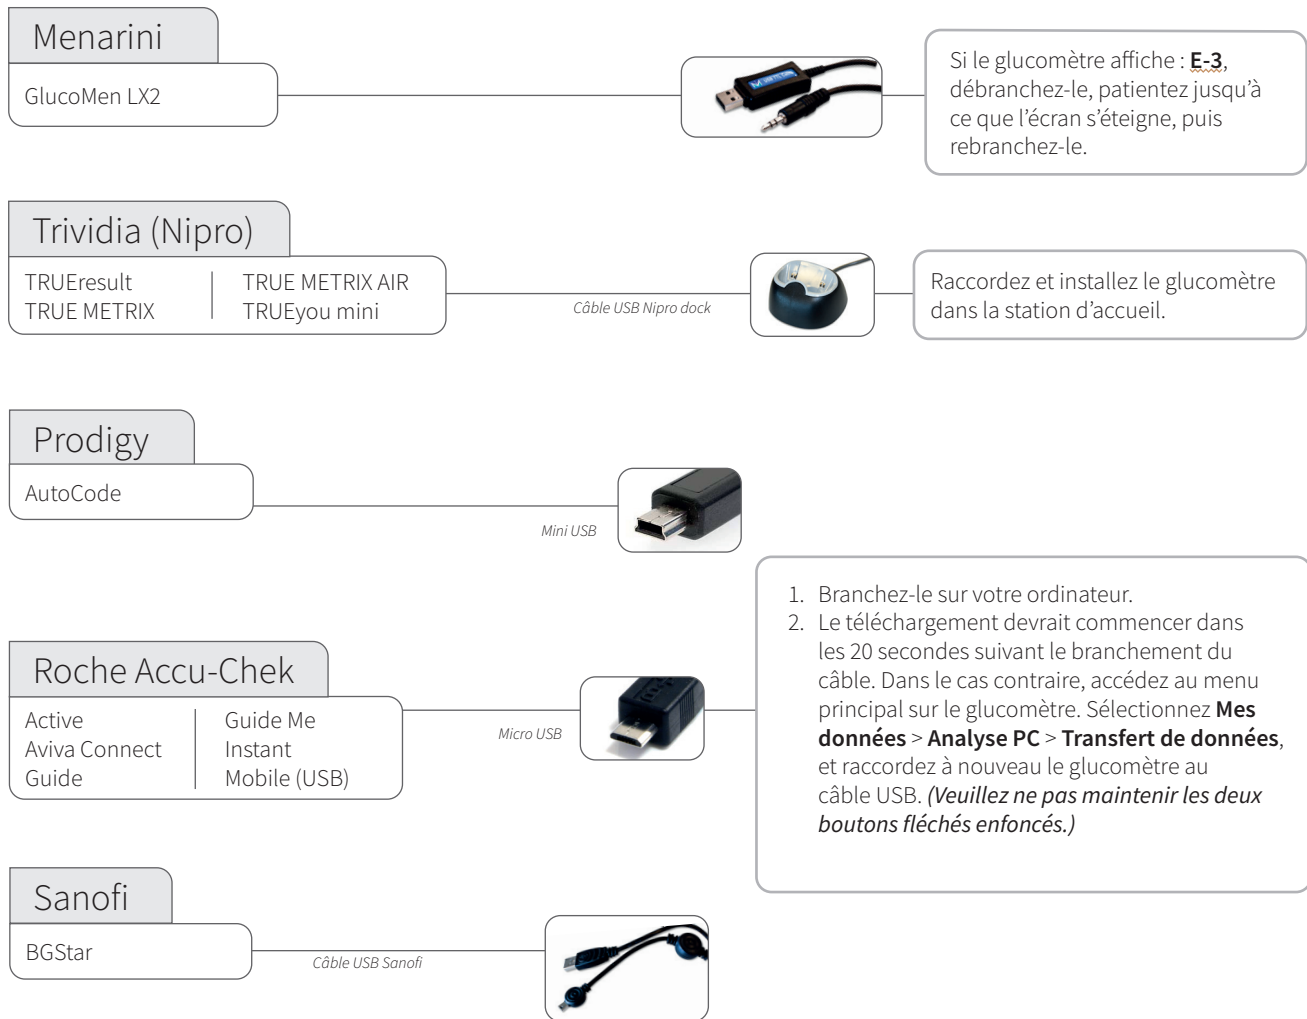 Menarini
GlucoMen LX2
Si le glucomètre affiche : E-3,
débranchez-le, patientez jusqu'à
ce que l'écran s'éteigne, puis
rebranchez-le.
Trividia (Nipro)
TRUEresult
TRUE METRIX
TRUE METRIX AIR
TRUEyou mini
Câble USB Nipro dock
Raccordez et installez le glucomètre
dans la station d'accueil.
Prodigy
AutoCode
Mini USB
Roche Accu-Chek
Active
Aviva Connect
Guide
Guide Me
Instant
Mobile (USB)
Micro USB
1. Branchez-le sur votre ordinateur.
2. Le téléchargement devrait commencer dans
les 20 secondes suivant le branchement du
câble. Dans le cas contraire, accédez au menu
principal sur le glucomètre. Sélectionnez Mes
données > Analyse PC > Transfert de données,
et raccordez à nouveau le glucomètre au
câble USB. (Veuillez ne pas maintenir les deux
boutons fléchés enfoncés.)
Sanofi
BGStar
Câble USB Sanofi